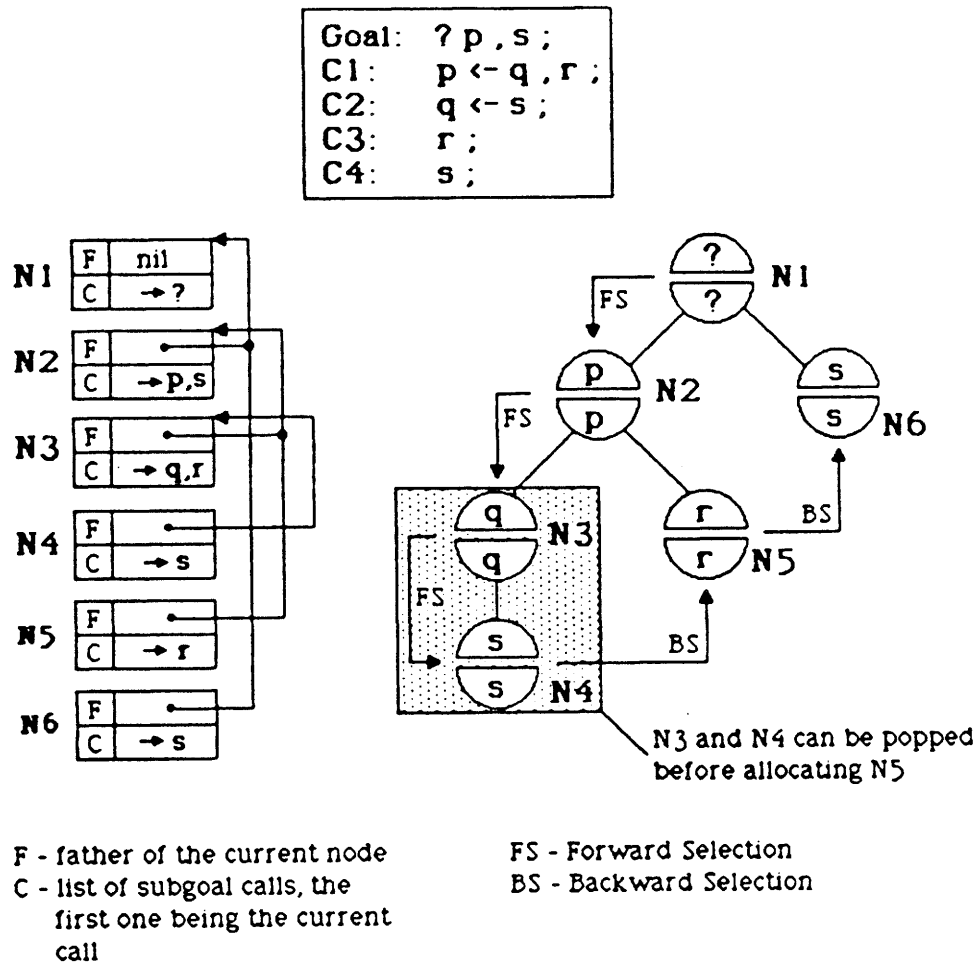 Goal: ? p , s ;
C1: p <- q , r ;
C2: q <- s ;
C3: r ;
C4: s ;
N1
F nil
C → ?
N2
F
C → p,s
N3
F
C → q,r
N4
F
C → s
N5
F
C → r
N6
F
C → s
?
?
N1
FS
p
p
N2
s
s
N6
FS
q
q
N3
r
r
N5
BS
FS
s
s
N4
BS
N3 and N4 can be popped
before allocating N5
F - father of the current node
C - list of subgoal calls, the
first one being the current
call
FS - Forward Selection
BS - Backward Selection